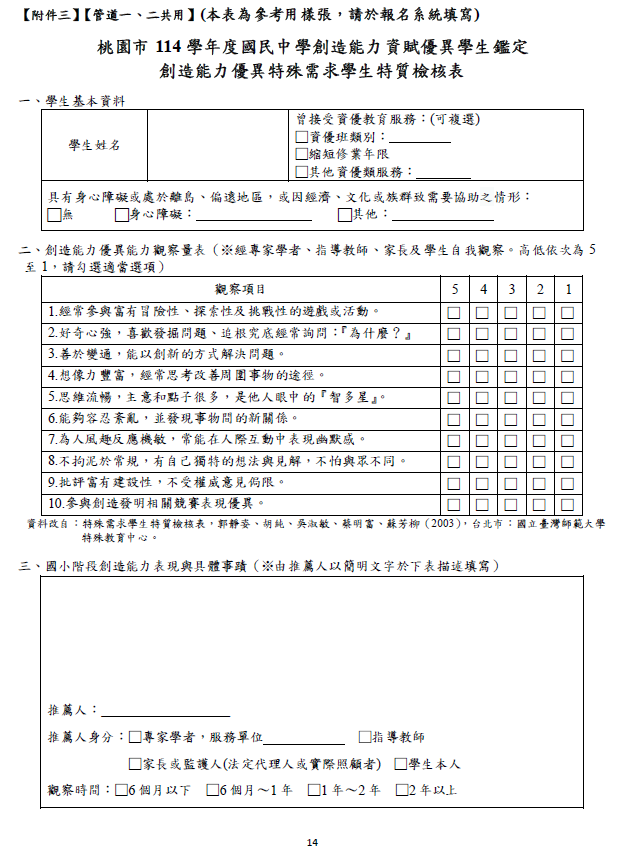 【附件三】【管道一、二共用】(本表為參考用樣張，請於報名系統填寫)
桃園市 114 學年度國民中學創造能力資賦優異學生鑑定
創造能力優異特殊需求學生特質檢核表
一、學生基本資料
學生姓名
曾接受資優教育服務：(可複選)
□資優班類別：
□縮短修業年限
□其他資優類服務：
具有身心障礙或處於離島、偏遠地區，或因經濟、文化或族群致需要協助之情形：
□無 □身心障礙： □其他：
二、創造能力優異能力觀察量表（※經專家學者、指導教師、家長及學生自我觀察。高低依次為 5
至 1，請勾選適當選項）
觀察項目 5 4 3 2 1
1.經常參與富有冒險性、探索性及挑戰性的遊戲或活動。 □ □ □ □ □
2.好奇心強，喜歡發掘問題、追根究底經常詢問：『為什麼？』 □ □ □ □ □
3.善於變通，能以創新的方式解決問題。 □ □ □ □ □
4.想像力豐富，經常思考改善周圍事物的途徑。 □ □ □ □ □
5.思維流暢，主意和點子很多，是他人眼中的『智多星』。 □ □ □ □ □
6.能夠容忍紊亂，並發現事物間的新關係。 □ □ □ □ □
7.為人風趣反應機敏，常能在人際互動中表現幽默感。 □ □ □ □ □
8.不拘泥於常規，有自己獨特的想法與見解，不怕與眾不同。 □ □ □ □ □
9.批評富有建設性，不受權威意見侷限。 □ □ □ □ □
10.參與創造發明相關競賽表現優異。 □ □ □ □ □
資料改自：特殊需求學生特質檢核表，郭靜姿、胡純、吳淑敏、蔡明富、蘇芳柳（2003），台北市：國立臺灣師範大學
特殊教育中心。
三、國小階段創造能力表現與具體事蹟（※由推薦人以簡明文字於下表描述填寫）
推薦人：
推薦人身分：□專家學者，服務單位 □指導教師
□家長或監護人(法定代理人或實際照顧者) □學生本人
觀察時間：□6 個月以下 □6 個月～1 年 □1 年～2 年 □2 年以上
14